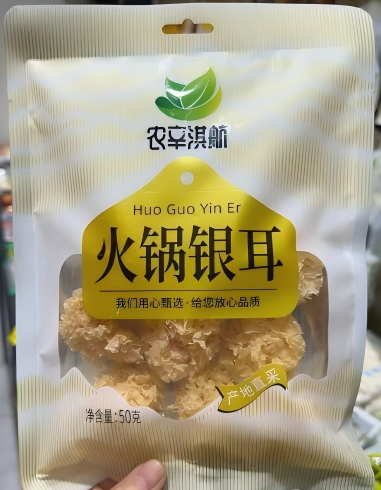 农辛淇航
Huo Guo Yin Er
火锅银耳
我们用心甄选·给您放心品质
产地直采
净含量:50克